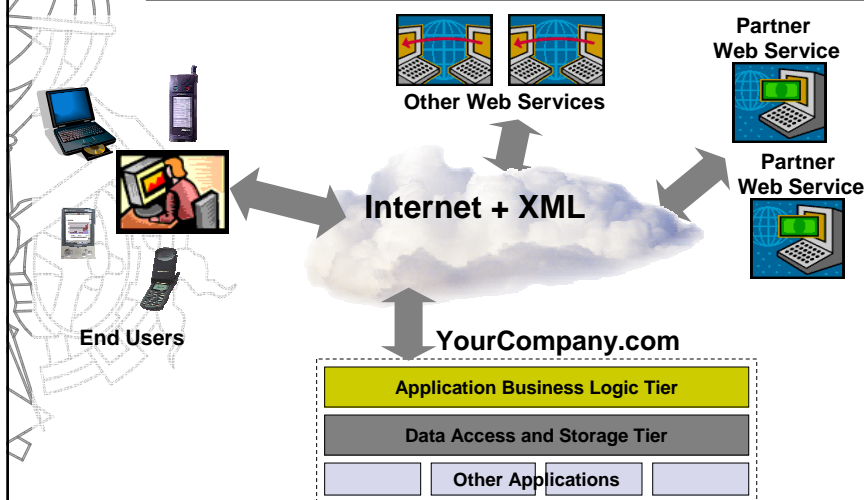 Partner
Web Service
Other Web Services
Partner
Web Service
Internet + XML
End Users
YourCompany.com
Application Business Logic Tier
Data Access and Storage Tier
Other Applications